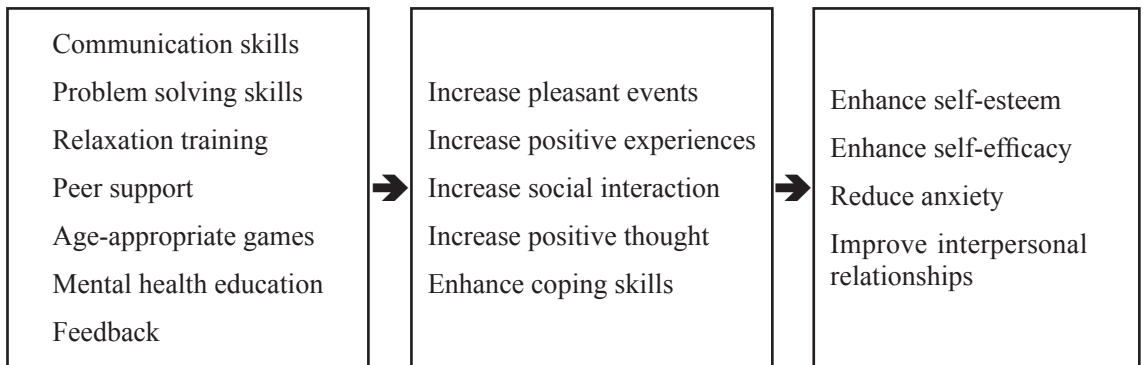 Communication skills
Problem solving skills
Relaxation training
Peer support
Age-appropriate games
Mental health education
Feedback
Increase pleasant events
Increase positive experiences
Increase social interaction
Increase positive thought
Enhance coping skills
Enhance self-esteem
Enhance self-efficacy
Reduce anxiety
Improve interpersonal
relationships